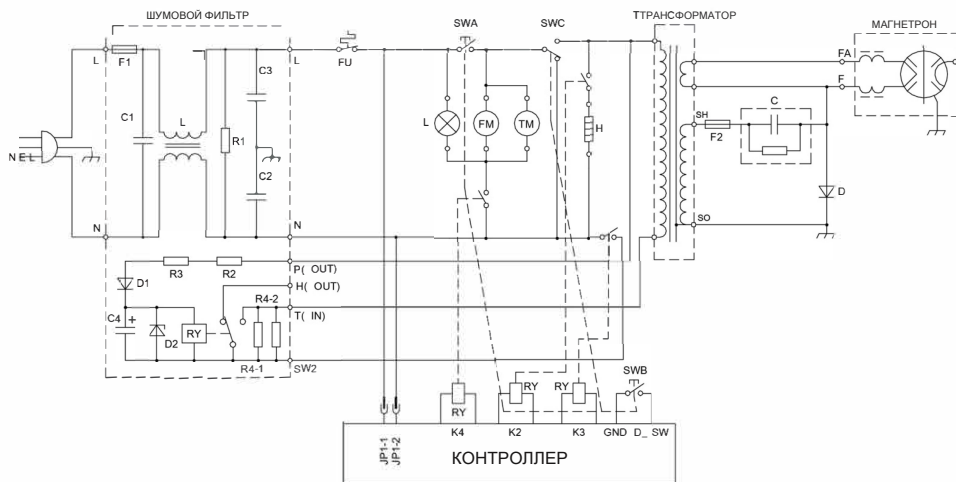 ШУМОВОЙ ФИЛЬТР
SWA
SWC
ТТРАНСФОРМАТОР
МАГНЕТРОН
L
F1
L
FU
FA
F
C3
C1
L
R1
C2
L
FM
TM
H
SH
F2
C
D
SO
N E L
N
N
R3
R2
P( OUT)
D1
H( OUT)
R4-2
T( IN)
C4
+
RY
D2
R4-1
SW2
SWB
RY
RY
RY
K4
K2
K3
GND
D_ SW
JP1-1
JP1-2
КОНТРОЛЛЕР